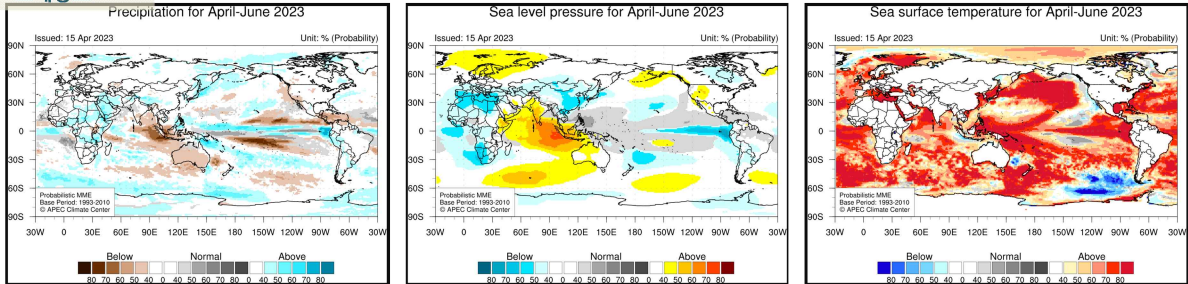 Precipitation for April-June 2023
Issued: 15 Apr 2023 Unit: % (Probability)
90N
60N
30N
0
30S
60S
90S
Probabilistic MME
Base Period: 1993-2010
© APEC Climate Center
30W 0 30E 60E 90E 120E 150E 180 150W 120W 90W 60W 30W
Below Normal Above
80 70 60 50 40 0 40 50 60 70 80 0 40 50 60 70 80
Sea level pressure for April-June 2023
Issued: 15 Apr 2023 Unit: % (Probability)
90N
60N
30N
0
30S
60S
90S
Probabilistic MME
Base Period: 1993-2010
© APEC Climate Center
30W 0 30E 60E 90E 120E 150E 180 150W 120W 90W 60W 30W
Below Normal Above
80 70 60 50 40 0 40 50 60 70 80 0 40 50 60 70 80
Sea surface temperature for April-June 2023
Issued: 15 Apr 2023 Unit: % (Probability)
90N
60N
30N
0
30S
60S
90S
Probabilistic MME
Base Period: 1993-2010
© APEC Climate Center
30W 0 30E 60E 90E 120E 150E 180 150W 120W 90W 60W 30W
Below Normal Above
80 70 60 50 40 0 40 50 60 70 80 0 40 50 60 70 80